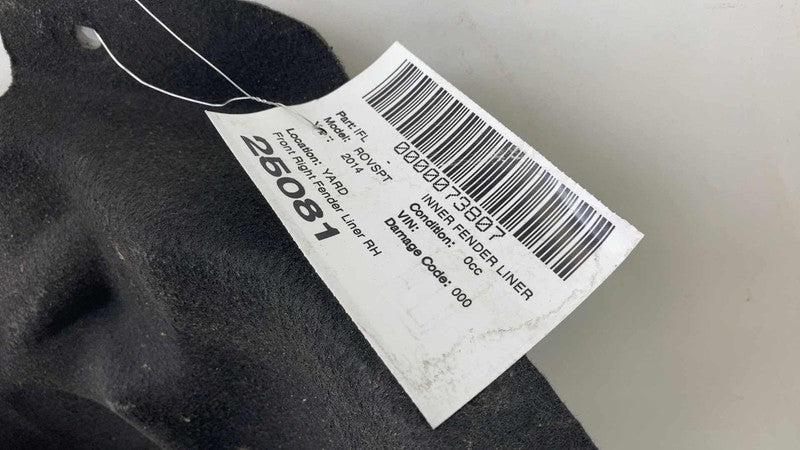 0000073807
Part: IFL INNER FENDER LINER
Model: ROVSPT Condition: 0cc
Yr: 2014 VIN:
Damage Code: 000
Location: YARD
Front Right Fender Liner RH
25081